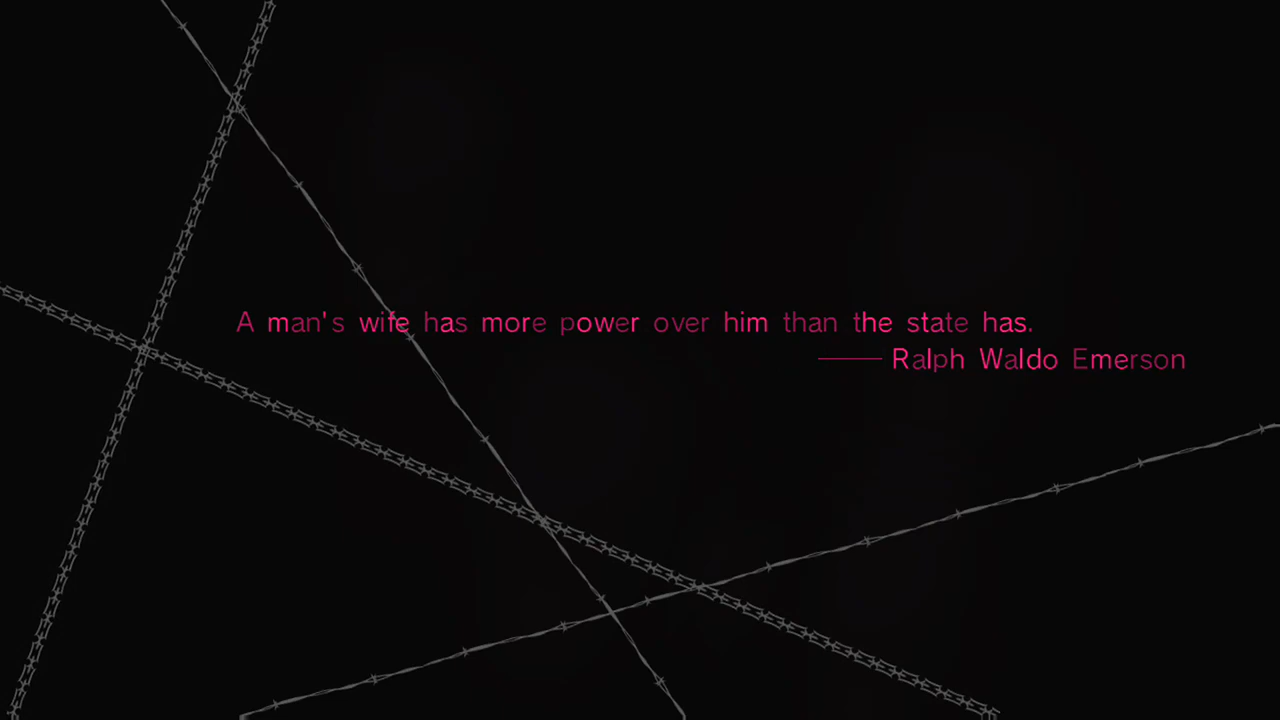 A man's wife has more power over him than the state has.
—— Ralph Waldo Emerson